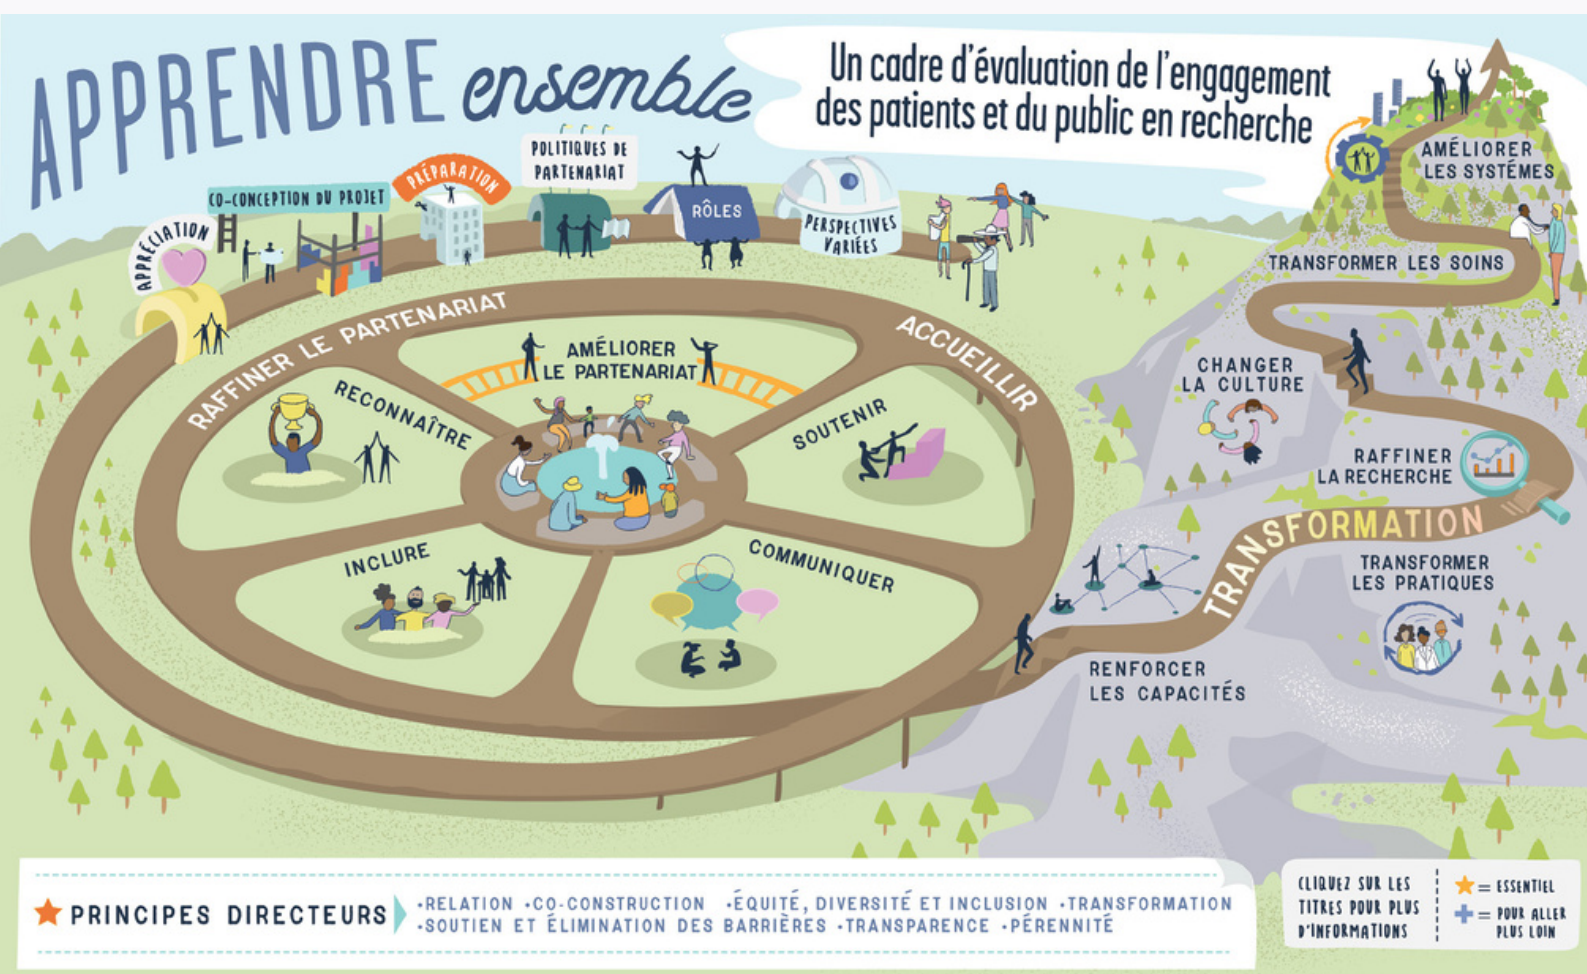 APPRENDRE ensemble
Un cadre d'évaluation de l'engagement
des patients et du public en recherche
APPRÉCIATION
CO-CONCEPTION DU PROJET
PRÉPARATION
POLITIQUES DE
PARTENARIAT
RÔLES
PERSPECTIVES
VARIÉES
RAFFINER LE PARTENARIAT
ACCUEILLIR
AMÉLIORER
LE PARTENARIAT
RECONNAÎTRE
SOUTENIR
INCLURE
COMMUNIQUER
AMÉLIORER
LES SYSTÉMES
TRANSFORMER LES SOINS
CHANGER
LA CULTURE
RAFFINER
LA RECHERCHE
TRANSFORMATION
TRANSFORMER
LES PRATIQUES
RENFORCER
LES CAPACITÉS
PRINCIPES DIRECTEURS
•RELATION •CO-CONSTRUCTION •ÉQUITÉ, DIVERSITÉ ET INCLUSION •TRANSFORMATION
•SOUTIEN ET ÉLIMINATION DES BARRIÈRES •TRANSPARENCE •PÉRENNITÉ
CLIQUEZ SUR LES
TITRES POUR PLUS
D'INFORMATIONS
= ESSENTIEL
= POUR ALLER
PLUS LOIN